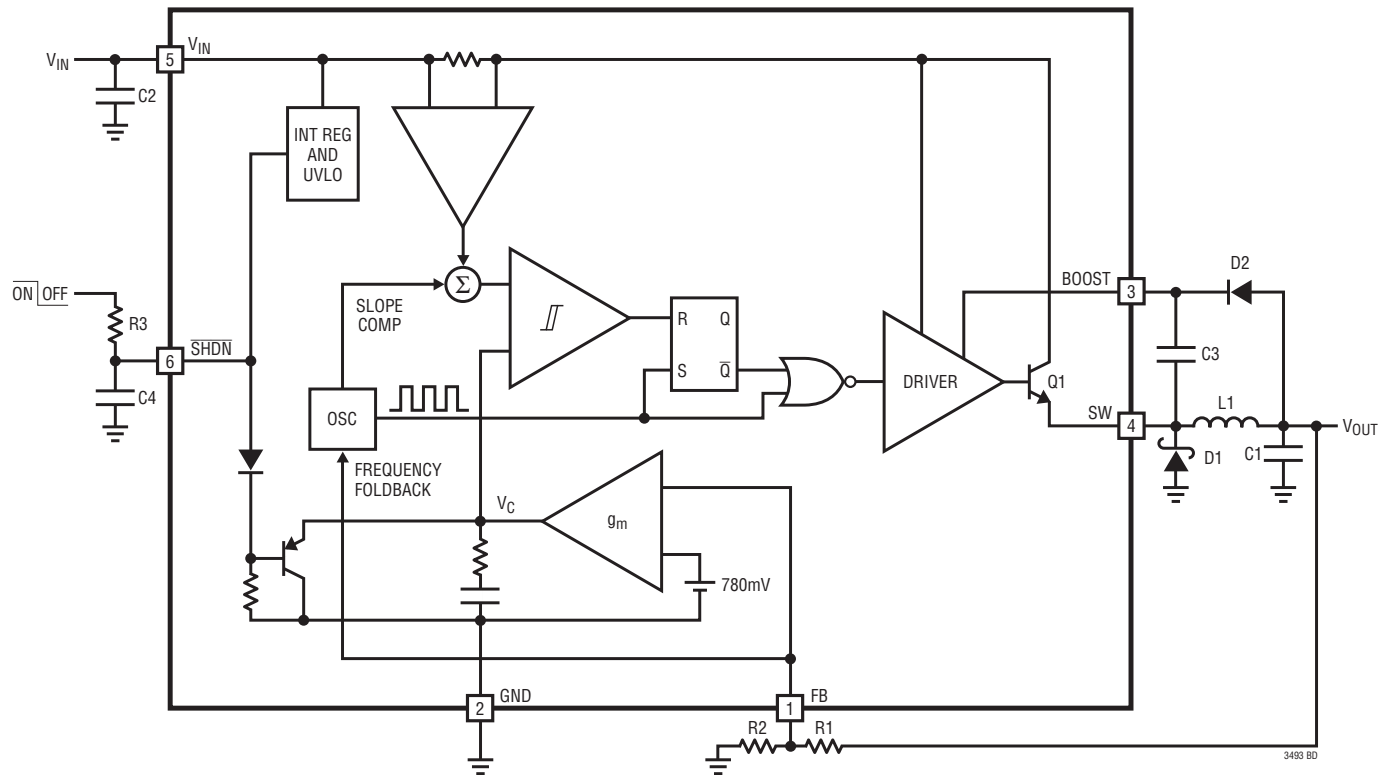 V_IN
5
V_IN
C2
INT REG
AND
UVLO
Σ
SLOPE
COMP
R
Q
S
Q̅
BOOST
3
D2
C3
DRIVER
Q1
SW
4
L1
V_OUT
D1
C1
O̅N̅ OFF
R3
6
S̅H̅D̅N̅
C4
OSC
FREQUENCY
FOLDBACK
V_C
g_m
780mV
2
GND
1
FB
R2
R1
3493 BD